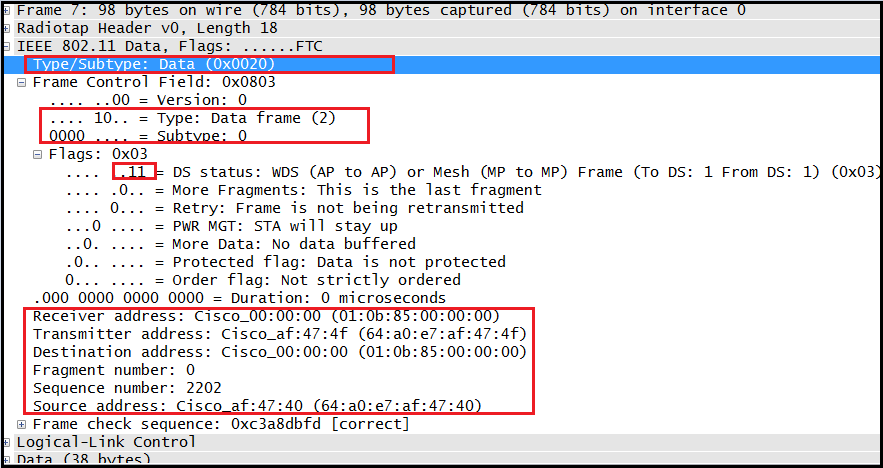 Frame 7: 98 bytes on wire (784 bits), 98 bytes captured (784 bits) on interface 0
Radiotap Header v0, Length 18
IEEE 802.11 Data, Flags: ......FTC
Type/Subtype: Data (0x0020)
Frame Control Field: 0x0803
.... ..00 = Version: 0
.... 10.. = Type: Data frame (2)
0000 .... = Subtype: 0
Flags: 0x03
.... ..11 = DS status: WDS (AP to AP) or Mesh (MP to MP) Frame (To DS: 1 From DS: 1) (0x03)
.... .0.. = More Fragments: This is the last fragment
.... 0... = Retry: Frame is not being retransmitted
...0 .... = PWR MGT: STA will stay up
..0. .... = More Data: No data buffered
.0.. .... = Protected flag: Data is not protected
0... .... = Order flag: Not strictly ordered
.000 0000 0000 0000 = Duration: 0 microseconds
Receiver address: Cisco_00:00:00 (01:0b:85:00:00:00)
Transmitter address: Cisco_af:47:4f (64:a0:e7:af:47:4f)
Destination address: Cisco_00:00:00 (01:0b:85:00:00:00)
Fragment number: 0
Sequence number: 2202
Source address: Cisco_af:47:40 (64:a0:e7:af:47:40)
Frame check sequence: 0xc3a8dbfd [correct]
Logical-Link Control
Data (38 bytes)